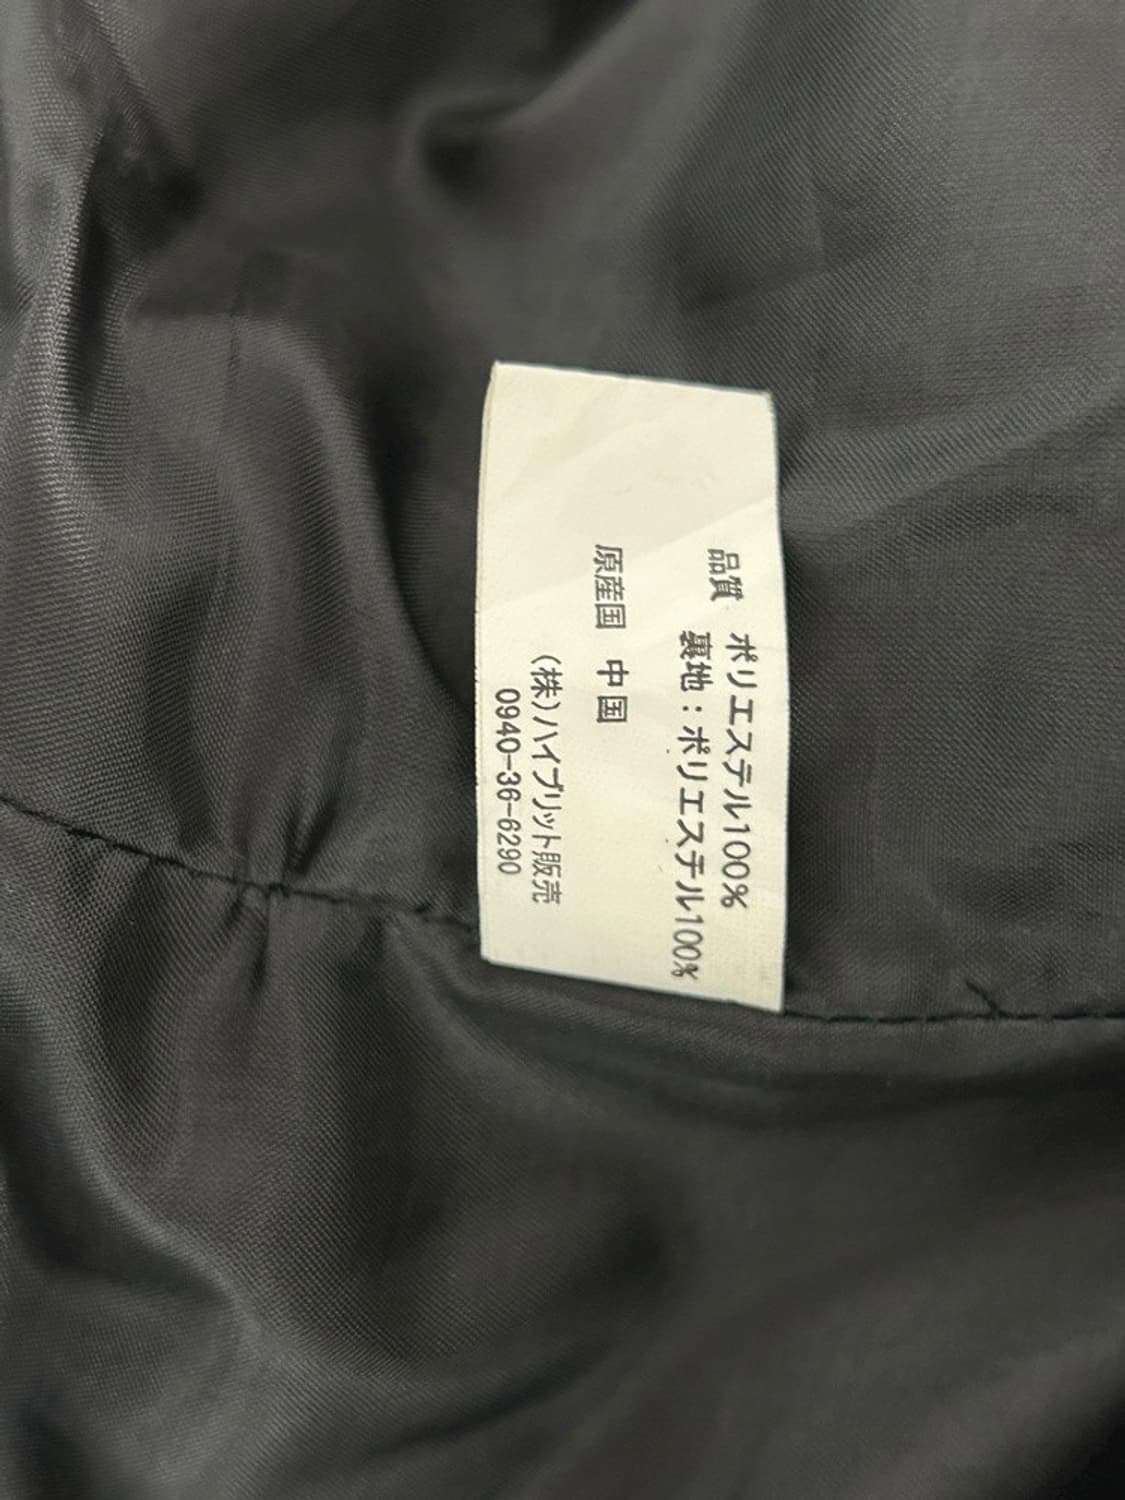 品質 ポリエステル100%
裏地：ポリエステル100%
原産国 中国
(株)ハイブリット販売
0940-36-6290